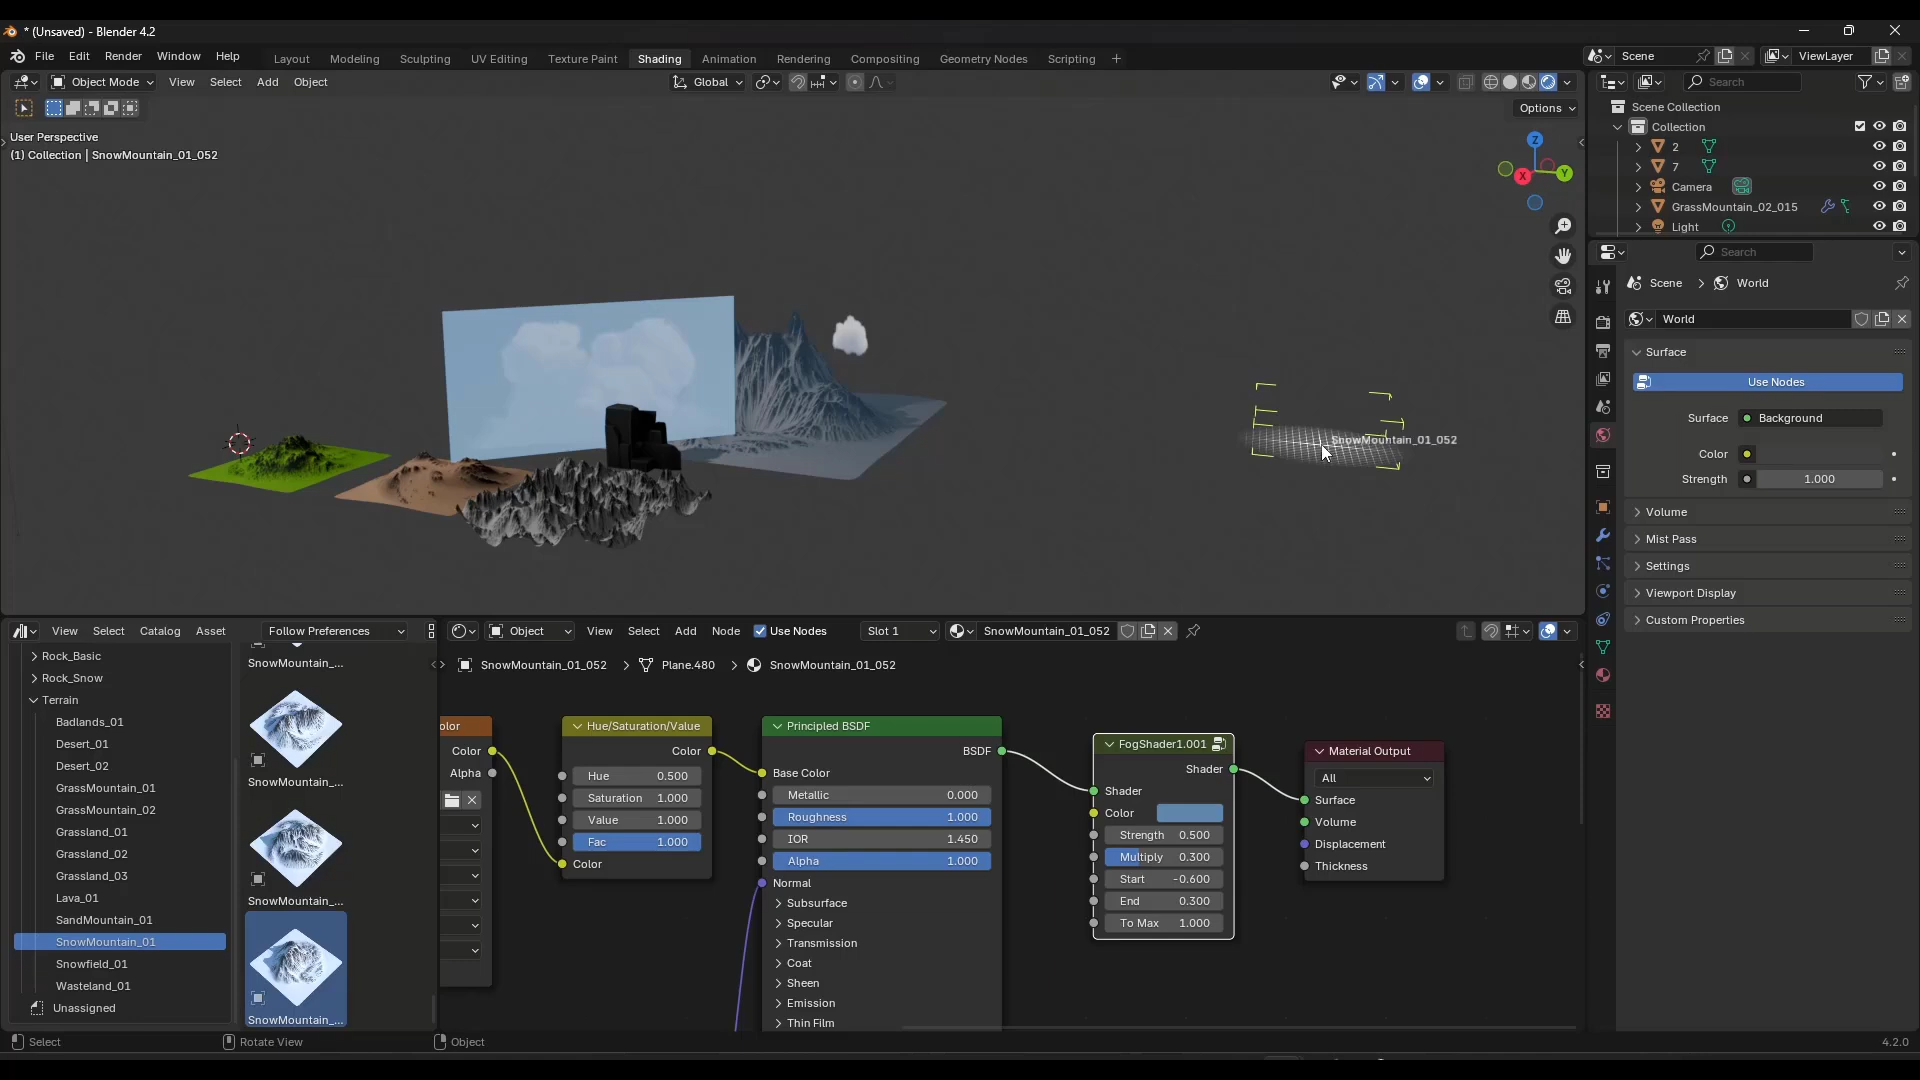 * (Unsaved) - Blender 4.2
File Edit Render Window Help Layout Modeling Sculpting UV Editing Texture Paint Shading Animation Rendering Compositing Geometry Nodes Scripting + Scene ViewLayer
Object Mode View Select Add Object Global Search
Options
Scene Collection
Collection
2
7
Camera
GrassMountain_02_015
Light
User Perspective
(1) Collection | SnowMountain_01_052
Z
X
Y
SnowMountain_01_052
Search
Scene > World
World
Surface
Use Nodes
Surface Background
Color
Strength 1.000
Volume
Mist Pass
Settings
Viewport Display
Custom Properties
View Select Catalog Asset Follow Preferences
Rock_Basic
Rock_Snow
Terrain
Badlands_01
Desert_01
Desert_02
GrassMountain_01
GrassMountain_02
Grassland_01
Grassland_02
Grassland_03
Lava_01
SandMountain_01
SnowMountain_01
Snowfield_01
Wasteland_01
Unassigned
SnowMountain_...
SnowMountain_...
SnowMountain_...
SnowMountain_...
Object View Select Add Node Use Nodes Slot 1 SnowMountain_01_052
SnowMountain_01_052 > Plane.480 > SnowMountain_01_052
olor
Color
Alpha
Hue/Saturation/Value
Color
Hue 0.500
Saturation 1.000
Value 1.000
Fac 1.000
Color
Principled BSDF
BSDF
Base Color
Metallic 0.000
Roughness 1.000
IOR 1.450
Alpha 1.000
Normal
Subsurface
Specular
Transmission
Coat
Sheen
Emission
Thin Film
FogShader1.001
Shader
Shader
Color
Strength 0.500
Multiply 0.300
Start -0.600
End 0.300
To Max 1.000
Material Output
All
Surface
Volume
Displacement
Thickness
Select Rotate View Object 4.2.0